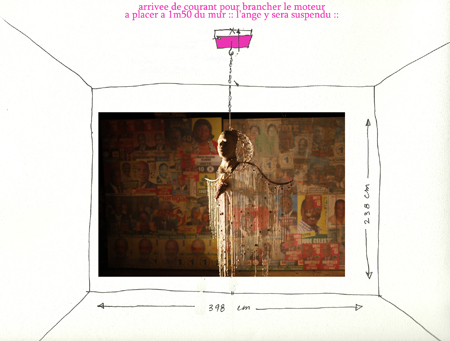 arrivee de courant pour brancher le moteur
a placer a 1m50 du mur :: l'ange y sera suspendu ::
238 cm
398 cm